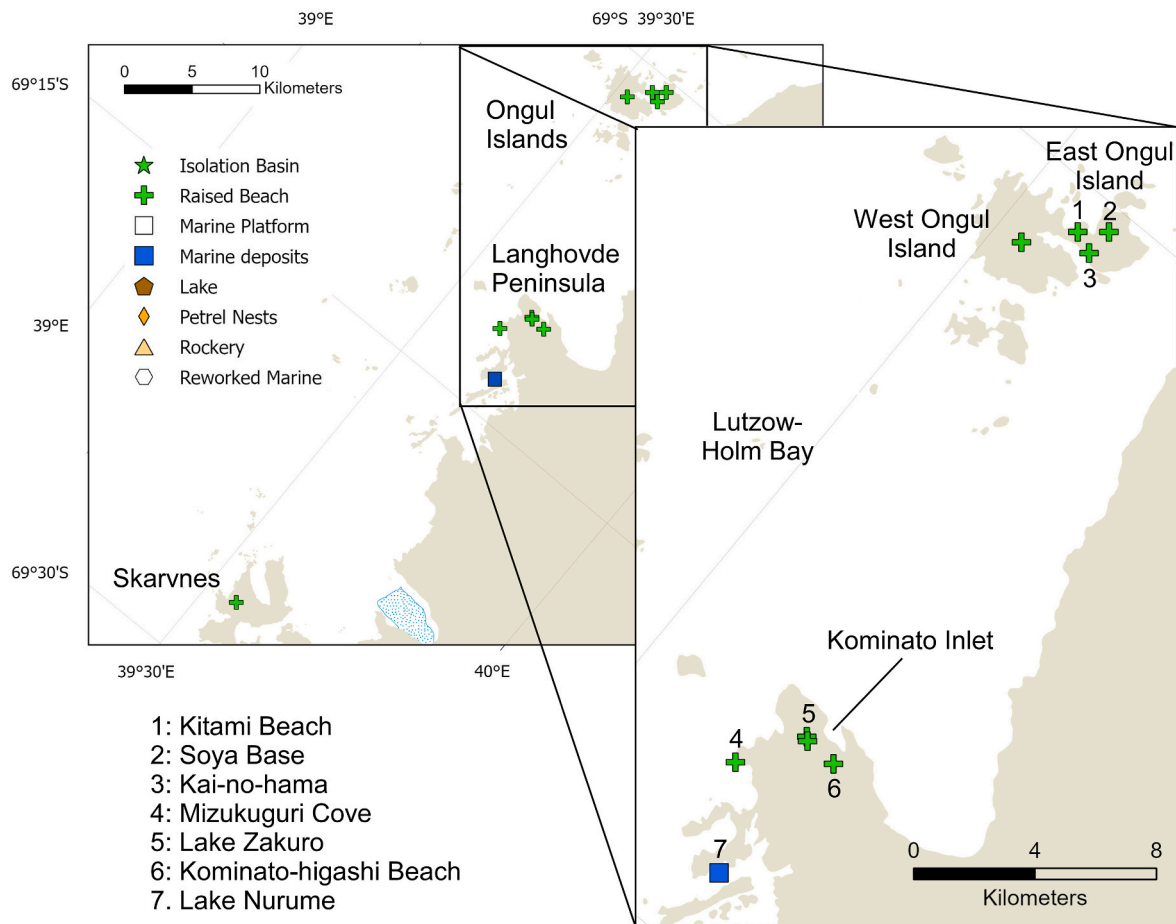 39°E
69°S 39°30'E
69°15'S
0 5 10
Kilometers
Ongul
Islands
Isolation Basin
Raised Beach
Marine Platform
Marine deposits
Lake
Petrel Nests
Rockery
Reworked Marine
Langhovde
Peninsula
39°E
69°30'S
Skarvnes
39°30'E
40°E
East Ongul
Island
1 2
West Ongul
Island
3
Lutzow-
Holm Bay
Kominato Inlet
5
4
6
7
0 4 8
Kilometers
1: Kitami Beach
2: Soya Base
3: Kai-no-hama
4: Mizukuguri Cove
5: Lake Zakuro
6: Kominato-higashi Beach
7: Lake Nurume